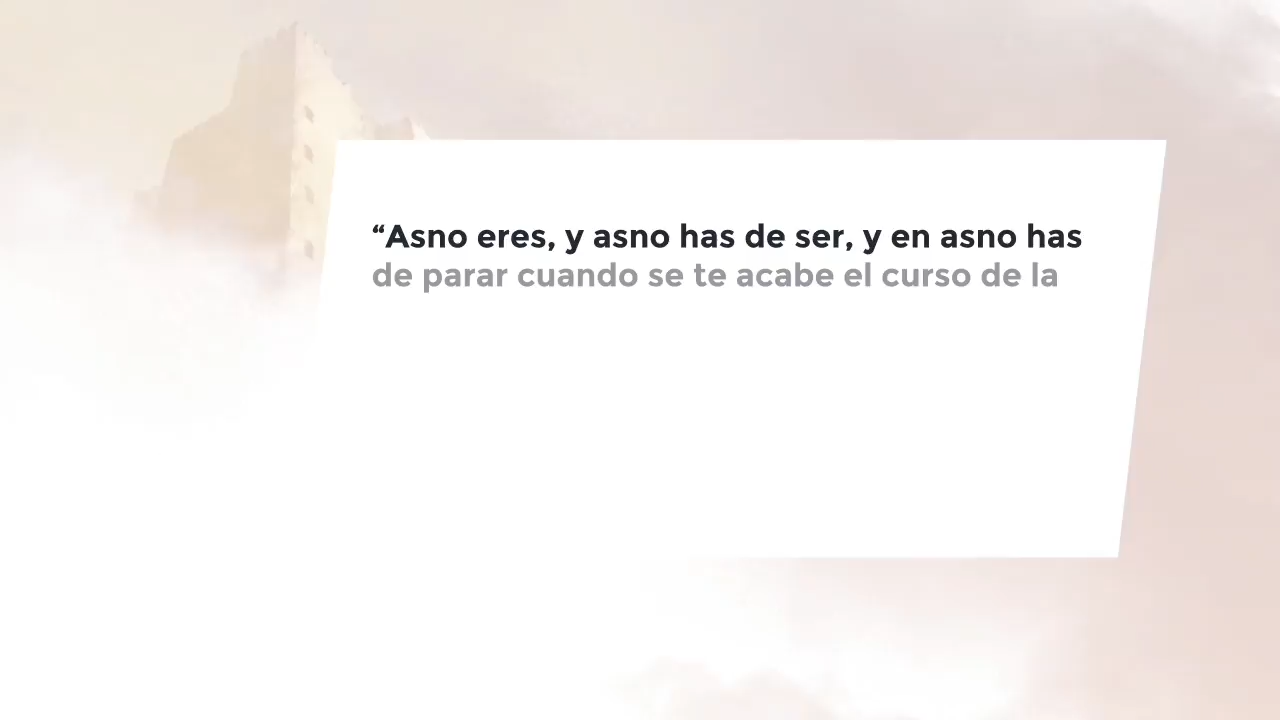 “Asno eres, y asno has de ser, y en asno has
de parar cuando se te acabe el curso de la